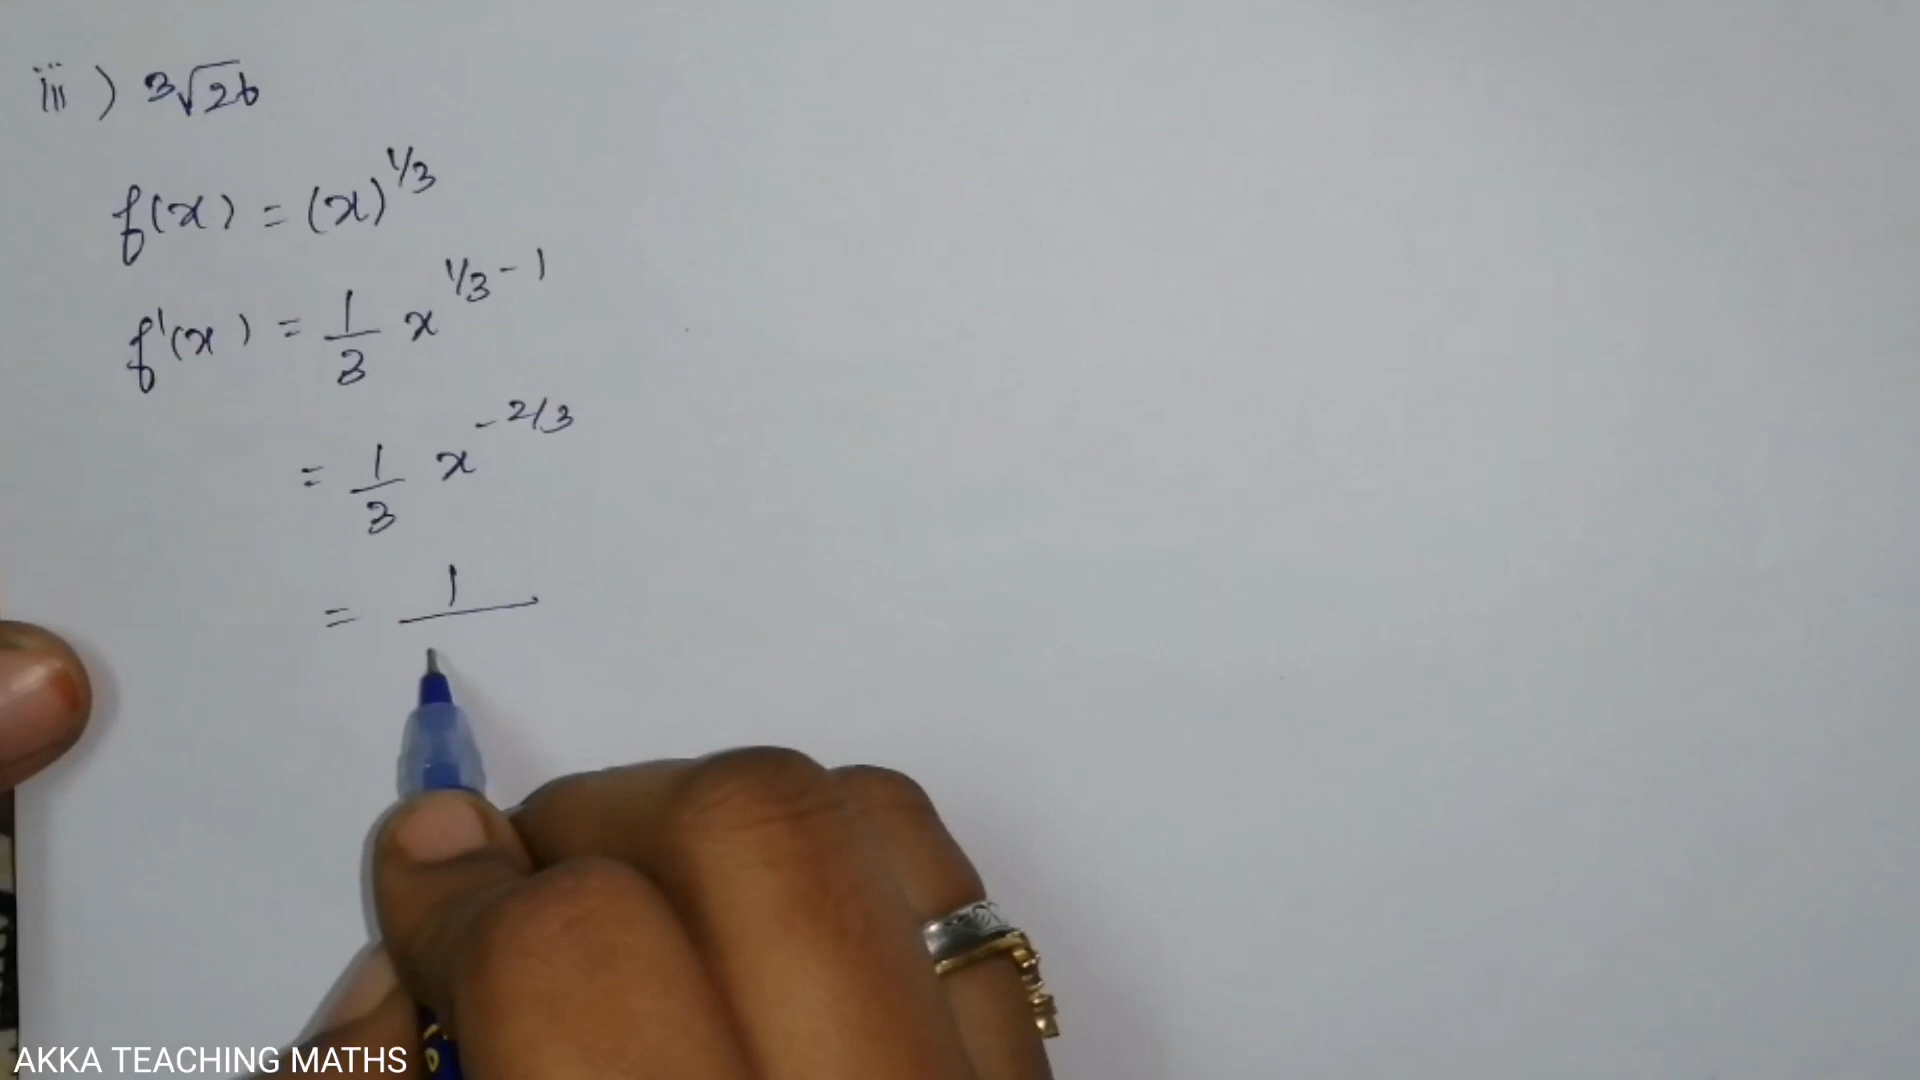 iii) ³√26
f(x) = (x)^1/3
f'(x) = 1/3 x^1/3 - 1
= 1/3 x^-2/3
= 1/
AKKA TEACHING MATHS